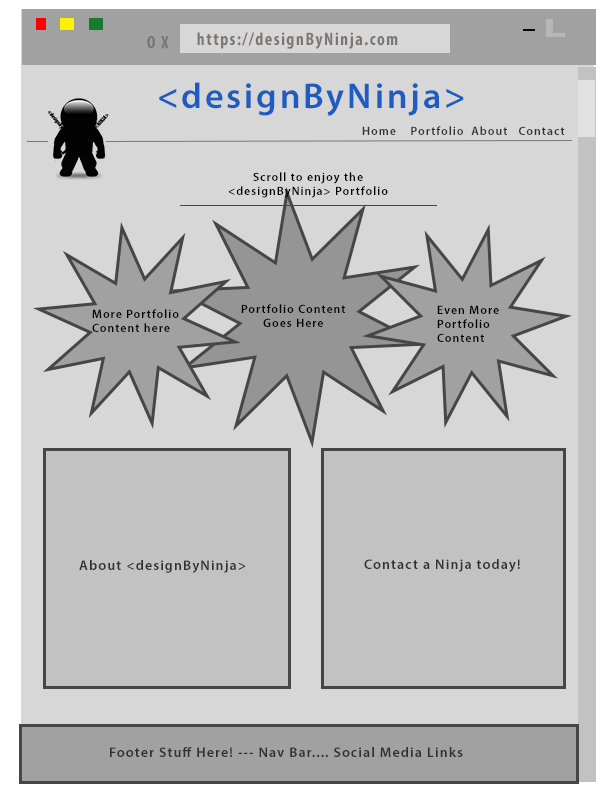 0 X
https://designByNinja.com
<designByNinja>
Home Portfolio About Contact
Scroll to enjoy the
<designByNinja> Portfolio
More Portfolio
Content here
Portfolio Content
Goes Here
Even More
Portfolio
Content
About <designByNinja>
Contact a Ninja today!
Footer Stuff Here! --- Nav Bar.... Social Media Links